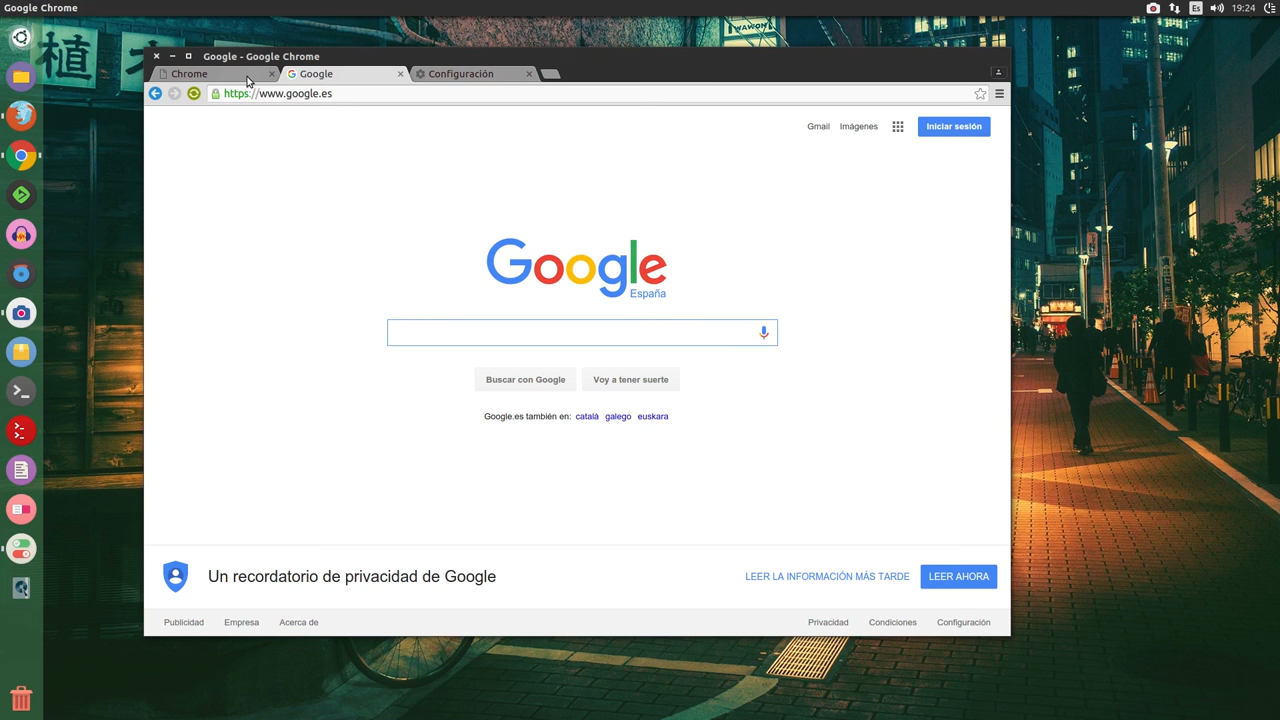 Google Chrome
Es
19:24
植
Google - Google Chrome
Chrome
Google
Configuración
https://www.google.es
Gmail
Imágenes
Iniciar sesión
Google
España
Buscar con Google
Voy a tener suerte
Google.es también en: català galego euskara
Un recordatorio de privacidad de Google
LEER LA INFORMACIÓN MÁS TARDE
LEER AHORA
Publicidad
Empresa
Acerca de
Privacidad
Condiciones
Configuración